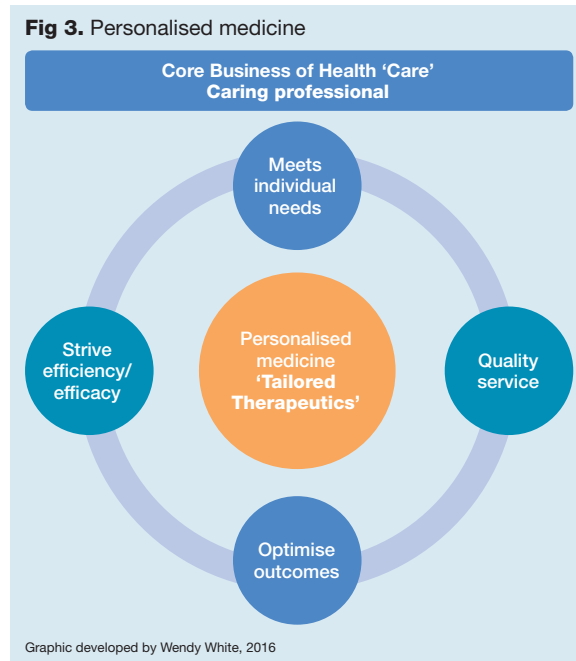 Fig 3. Personalised medicine
Core Business of Health ‘Care’
Caring professional
Meets
individual
needs
Strive
efficiency/
efficacy
Personalised
medicine
‘Tailored
Therapeutics’
Quality
service
Optimise
outcomes
Graphic developed by Wendy White, 2016